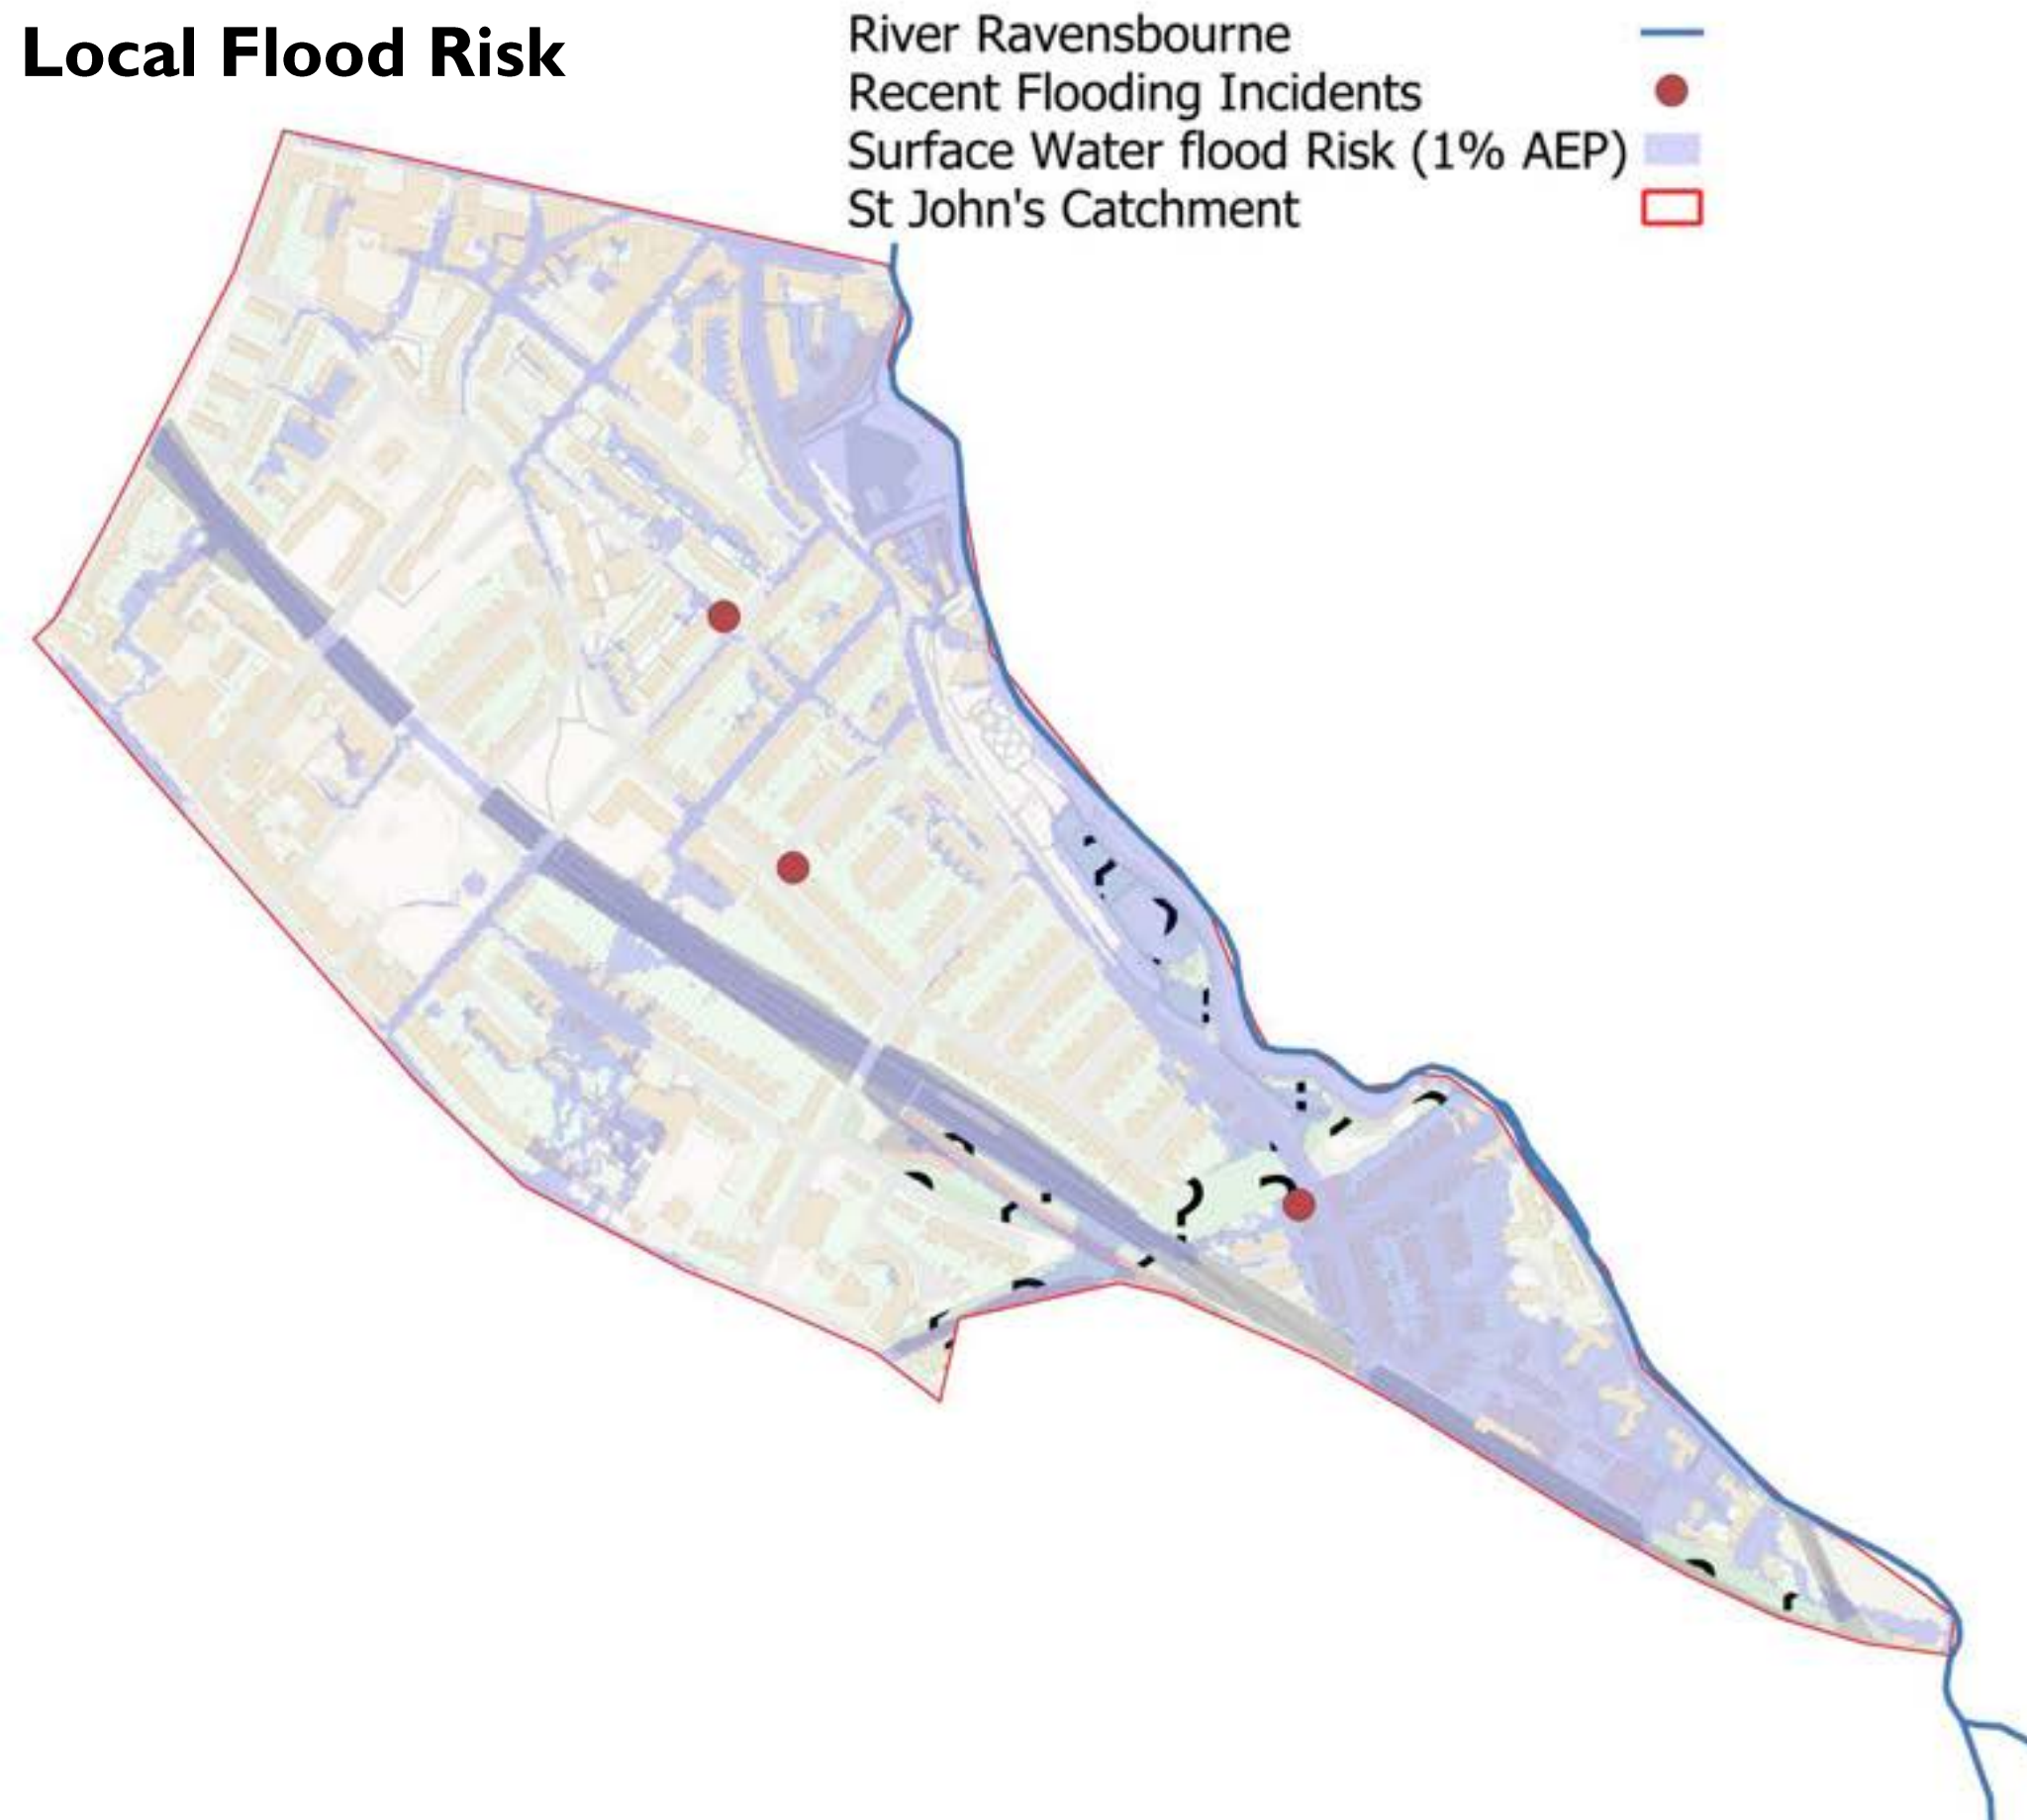 Local Flood Risk
River Ravensbourne
Recent Flooding Incidents
Surface Water flood Risk (1% AEP)
St John's Catchment